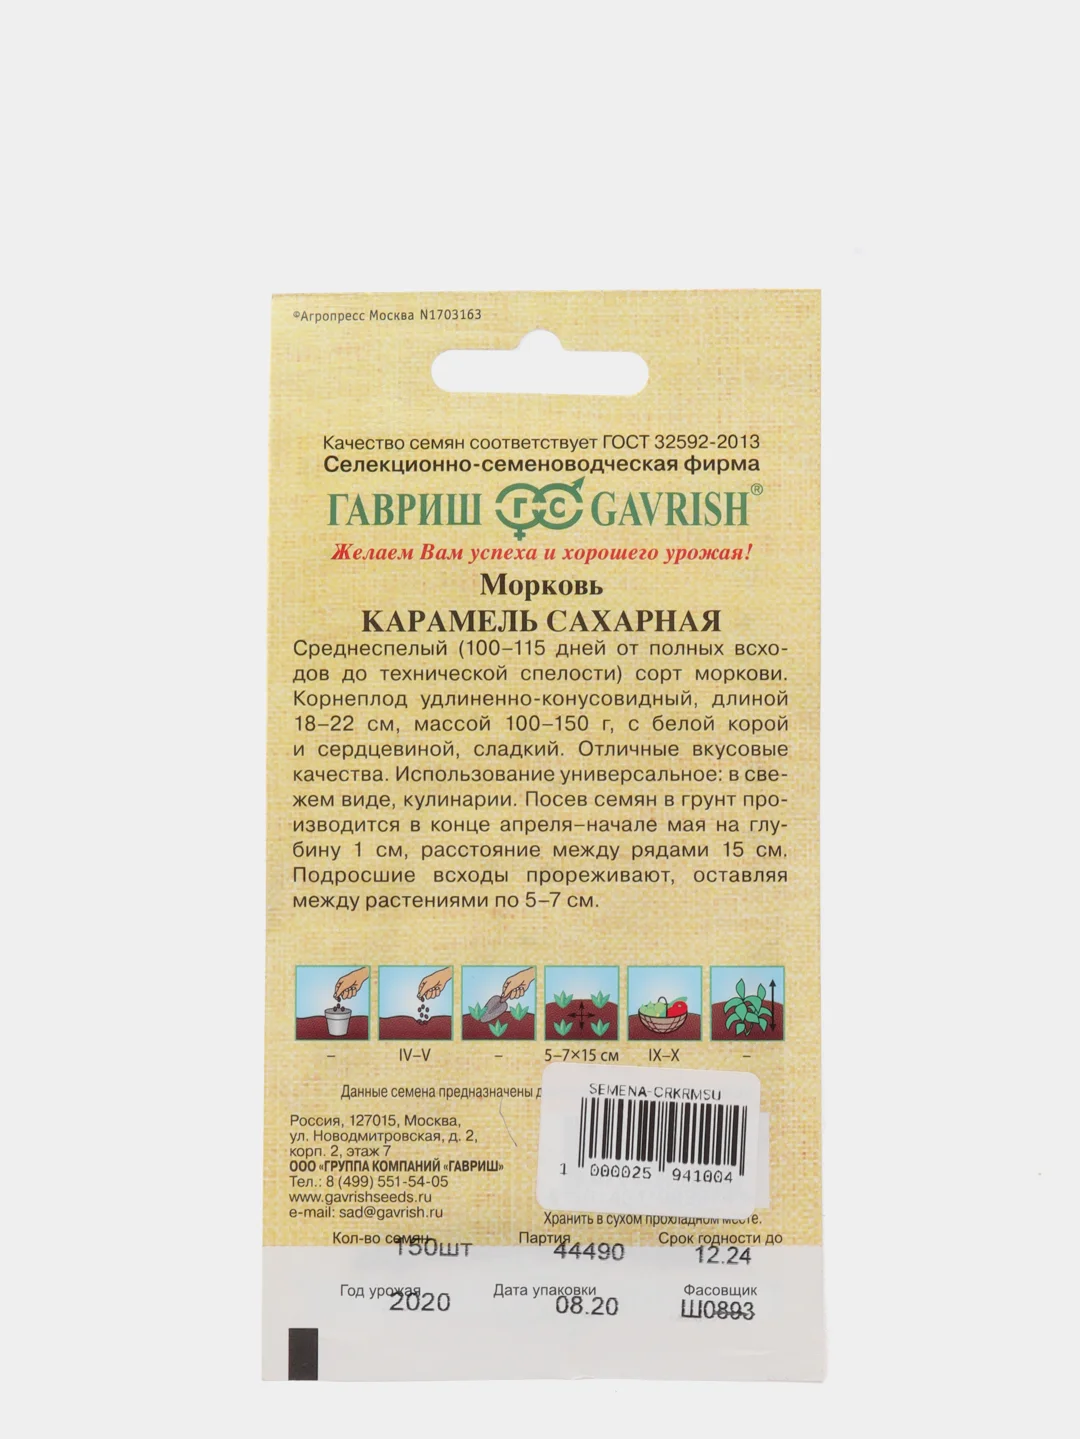 ©Агропресс Москва N1703163
Качество семян соответствует ГОСТ 32592-2013
Селекционно-семеноводческая фирма
ГАВРИШ ГС GAVRISH®
Желаем Вам успеха и хорошего урожая!
Морковь
КАРАМЕЛЬ САХАРНАЯ
Среднеспелый (100–115 дней от полных всхо-
дов до технической спелости) сорт моркови.
Корнеплод удлиненно-конусовидный, длиной
18–22 см, массой 100–150 г, с белой корой
и сердцевиной, сладкий. Отличные вкусовые
качества. Использование универсальное: в све-
жем виде, кулинарии. Посев семян в грунт про-
изводится в конце апреля–начале мая на глу-
бину 1 см, расстояние между рядами 15 см.
Подросшие всходы прореживают, оставляя
между растениями по 5–7 см.
– IV–V – 5–7×15 см IX–X –
Данные семена предназначены
SEMENA-CRKRMSU
1 000025 941004
Россия, 127015, Москва,
ул. Новодмитровская, д. 2,
корп. 2, этаж 7
ООО «ГРУППА КОМПАНИЙ «ГАВРИШ»
Тел.: 8 (499) 551-54-05
www.gavrishseeds.ru
e-mail: sad@gavrish.ru
Хранить в сухом прохладном месте.
Кол-во семян Партия Срок годности до
150шт 44490 12.24
Год урожая Дата упаковки Фасовщик
2020 08.20 Ш0893